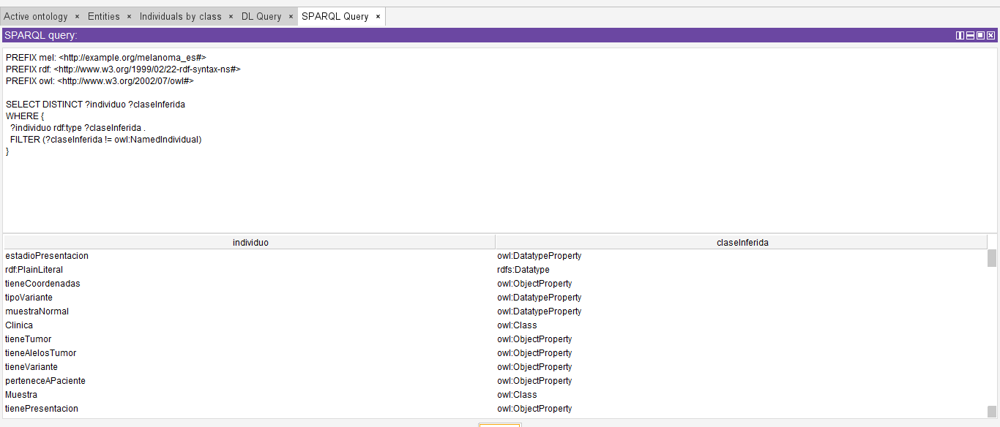 Active ontology × Entities × Individuals by class × DL Query × SPARQL Query ×
SPARQL query:
PREFIX mel: <http://example.org/melanoma_es#>
PREFIX rdf: <http://www.w3.org/1999/02/22-rdf-syntax-ns#>
PREFIX owl: <http://www.w3.org/2002/07/owl#>
SELECT DISTINCT ?individuo ?claseInferida
WHERE {
?individuo rdf:type ?claseInferida .
FILTER (?claseInferida != owl:NamedIndividual)
}
individuo claseInferida
estadioPresentacion owl:DatatypeProperty
rdf:PlainLiteral rdfs:Datatype
tieneCoordenadas owl:ObjectProperty
tipoVariante owl:DatatypeProperty
muestraNormal owl:DatatypeProperty
Clinica owl:Class
tieneTumor owl:ObjectProperty
tieneAlelosTumor owl:ObjectProperty
tieneVariante owl:ObjectProperty
perteneceAPaciente owl:ObjectProperty
Muestra owl:Class
tienePresentacion owl:ObjectProperty